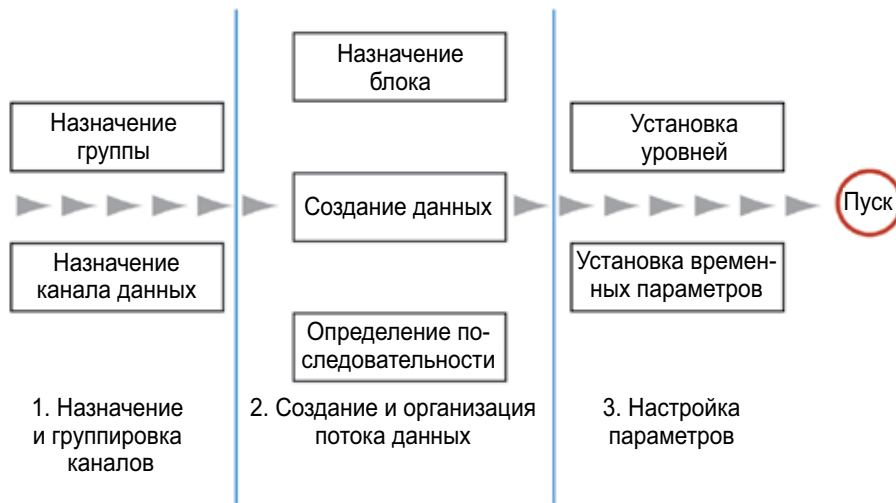 Назначение
группы
Назначение
канала данных
1. Назначение
и группировка
каналов
Назначение
блока
Создание данных
Определение по-
следовательности
2. Создание и организация
потока данных
Установка
уровней
Установка времен-
ных параметров
3. Настройка
параметров
Пуск